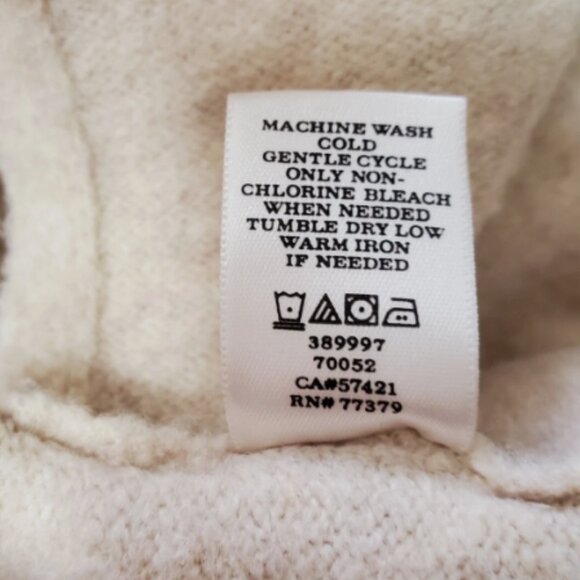 MACHINE WASH
COLD
GENTLE CYCLE
ONLY NON-
CHLORINE BLEACH
WHEN NEEDED
TUMBLE DRY LOW
WARM IRON
IF NEEDED
389997
70052
CA#57421
RN# 77379